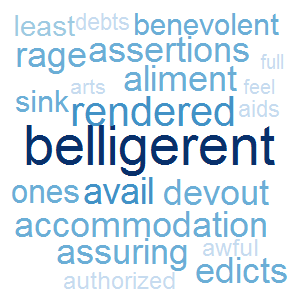 least debts benevolent
rage assertions
aliment full
arts feel
sink rendered aids
belligerent
ones avail devout
accommodation
assuring awful
authorized edicts